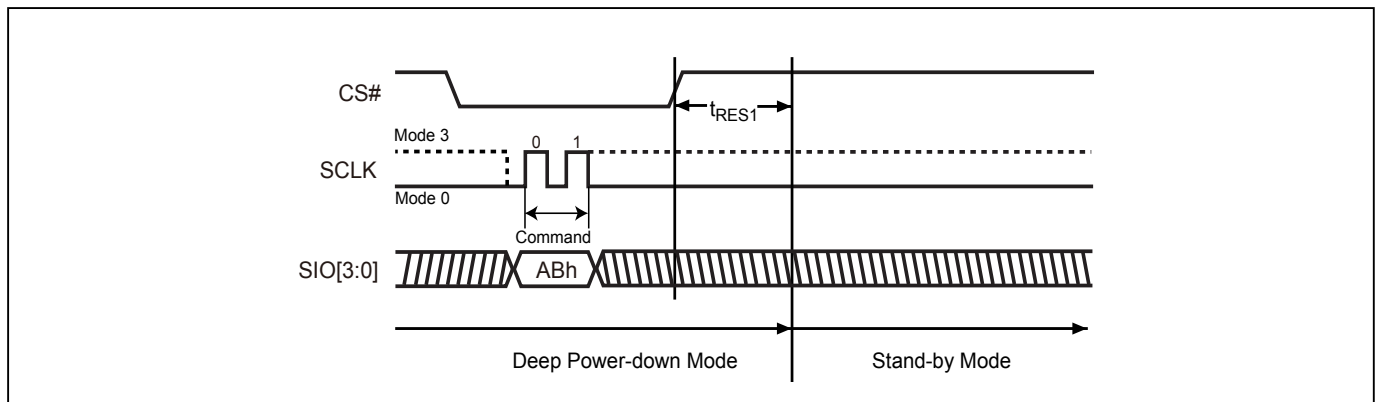 CS#
tRES1
Mode 3
0 1
SCLK
Mode 0
Command
SIO[3:0]
ABh
Deep Power-down Mode
Stand-by Mode